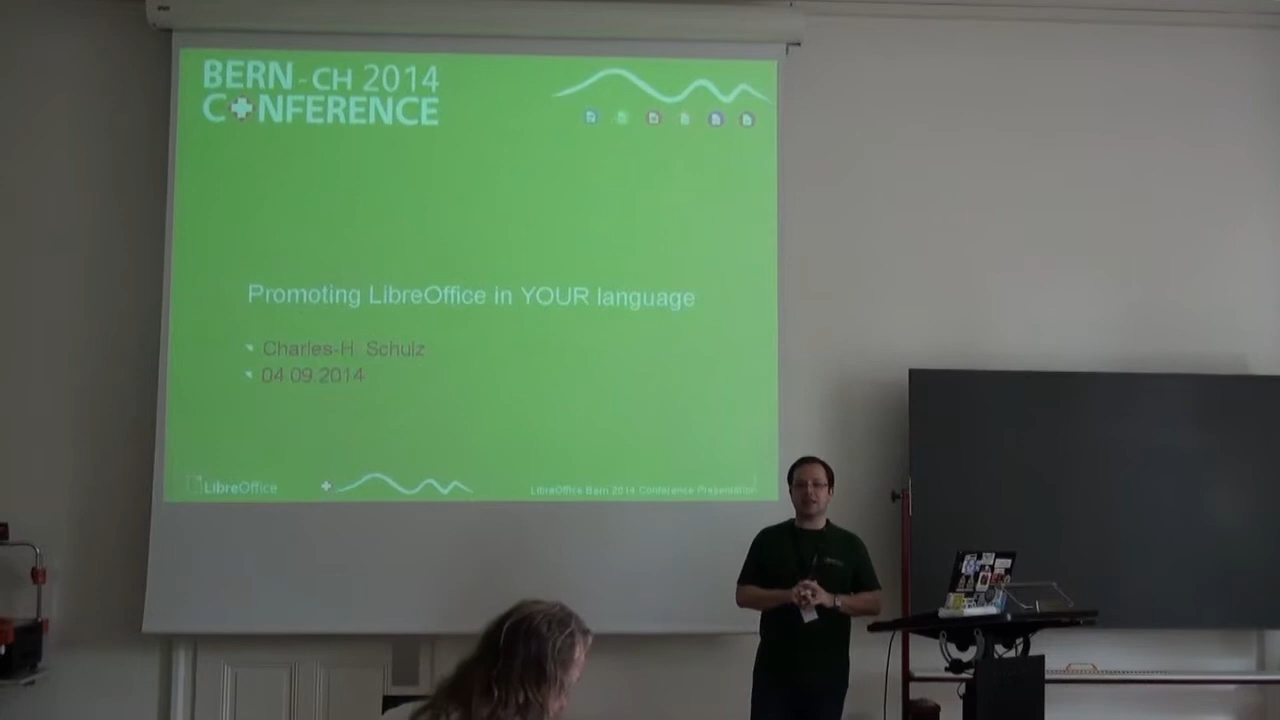 BERN - CH 2014
CONFERENCE
Promoting LibreOffice in YOUR language
Charles-H. Schulz
04.09.2014
LibreOffice
LibreOffice Bern 2014 Conference Presentation